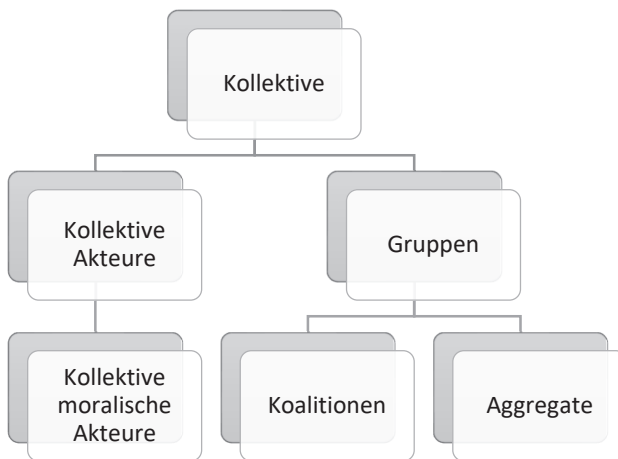 Kollektive
Kollektive
Akteure
Gruppen
Kollektive
moralische
Akteure
Koalitionen
Aggregate